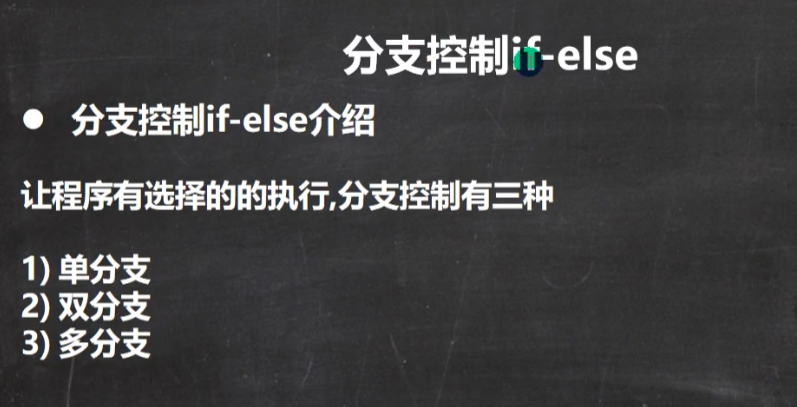 分支控制if-else
● 分支控制if-else介绍
让程序有选择的的执行,分支控制有三种
1) 单分支
2) 双分支
3) 多分支